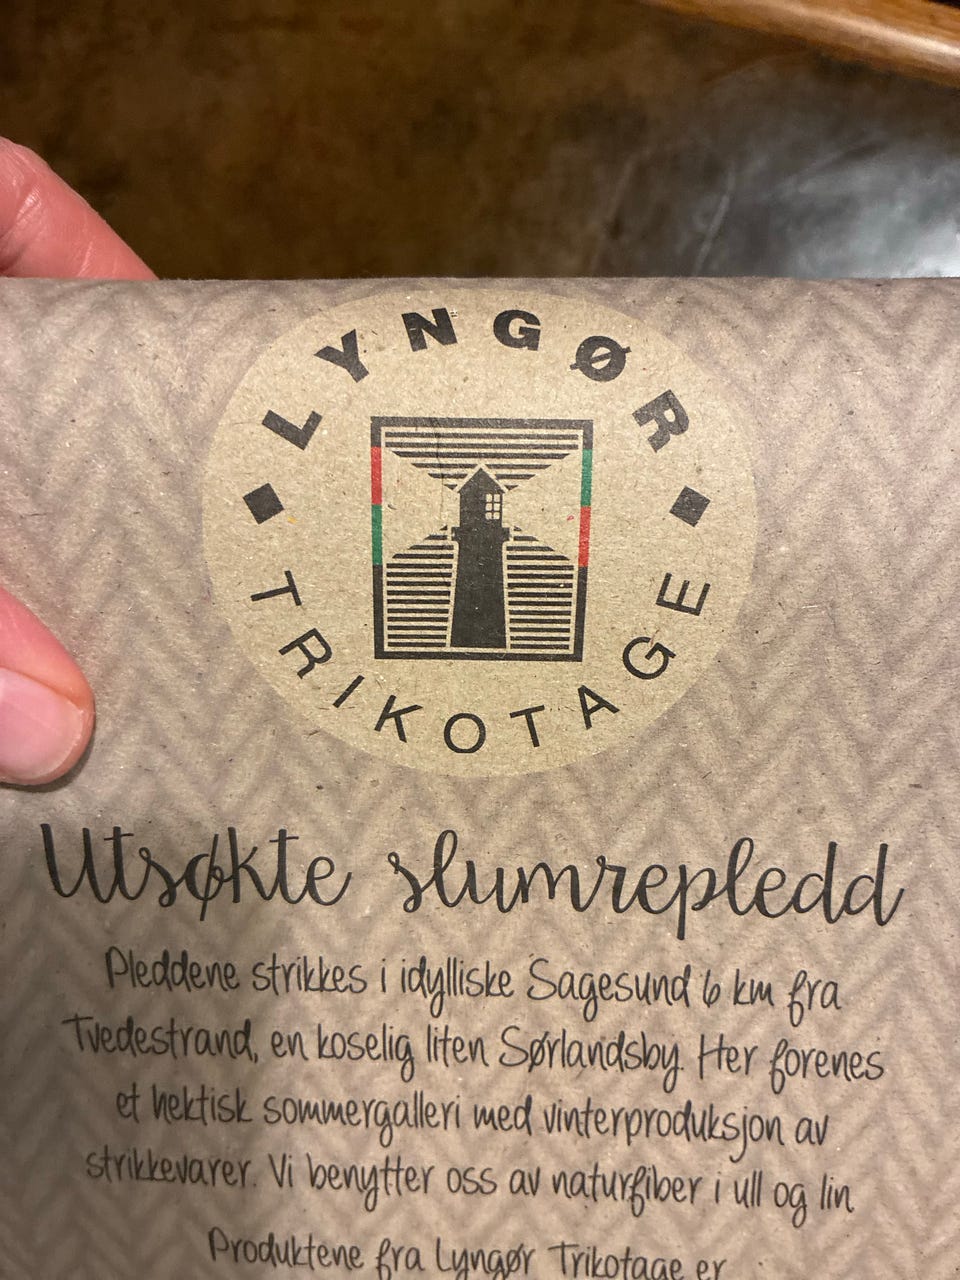 LYNGØR
TRIKOTAGE
Utsøkte slumrepledd
Pleddene strikkes i idylliske Sagesund 6 km fra
Tvedestrand, en koselig liten Sørlandsby. Her forenes
et hektisk sommergalleri med vinterproduksjon av
strikkevarer. Vi benytter oss av naturfiber i ull og lin
Produktene fra Lyngør Trikotage er